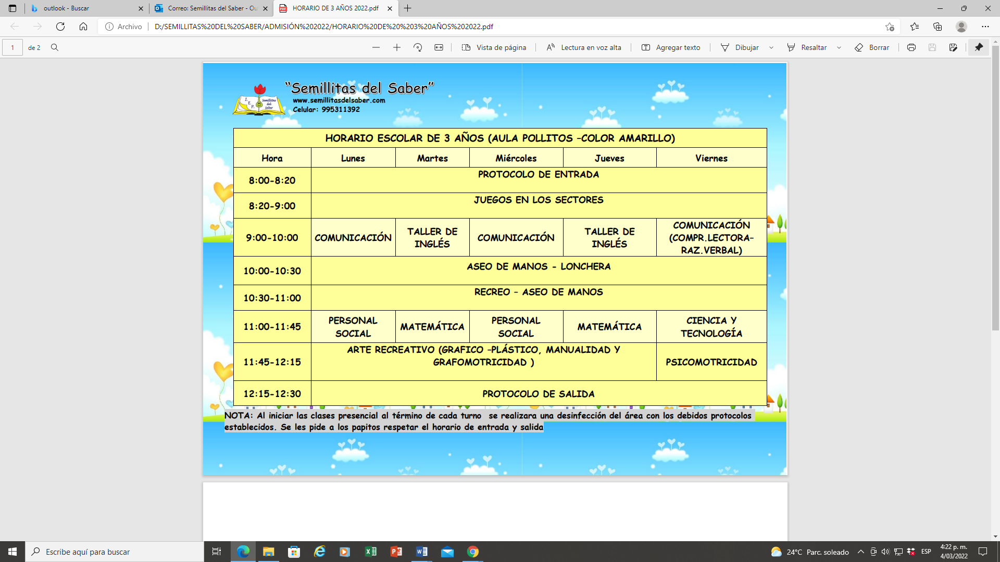 outlook - Buscar
Correo: Semillitas del Saber - Ou
HORARIO DE 3 AÑOS 2022.pdf
Archivo
D:/SEMILLITAS%20DEL%20SABER/ADMISIÓN%202022/HORARIO%20DE%20%203%20AÑOS%202022.pdf
1 de 2
Vista de página
Lectura en voz alta
Agregar texto
Dibujar
Resaltar
Borrar
“Semillitas del Saber”
www.semillitasdelsaber.com
Celular: 995311392
I. E. P.
Semillitas
del
Saber
HORARIO ESCOLAR DE 3 AÑOS (AULA POLLITOS –COLOR AMARILLO)
Hora Lunes Martes Miércoles Jueves Viernes
8:00-8:20 PROTOCOLO DE ENTRADA
8:20-9:00 JUEGOS EN LOS SECTORES
9:00-10:00
COMUNICACIÓN
TALLER DE
INGLÉS
COMUNICACIÓN
TALLER DE
INGLÉS
COMUNICACIÓN
(COMPR.LECTORA–
RAZ.VERBAL)
10:00-10:30 ASEO DE MANOS - LONCHERA
10:30-11:00 RECREO – ASEO DE MANOS
11:00-11:45
PERSONAL
SOCIAL
MATEMÁTICA
PERSONAL
SOCIAL
MATEMÁTICA
CIENCIA Y
TECNOLOGÍA
11:45-12:15
ARTE RECREATIVO (GRAFICO –PLÁSTICO, MANUALIDAD Y
GRAFOMOTRICIDAD )
PSICOMOTRICIDAD
12:15-12:30 PROTOCOLO DE SALIDA
NOTA: Al iniciar las clases presencial al término de cada turno  se realizara una desinfección del área con los debidos protocolos
establecidos. Se les pide a los papitos respetar el horario de entrada y salida
Escribe aquí para buscar
24°C Parc. soleado
ESP
4:22 p. m.
4/03/2022